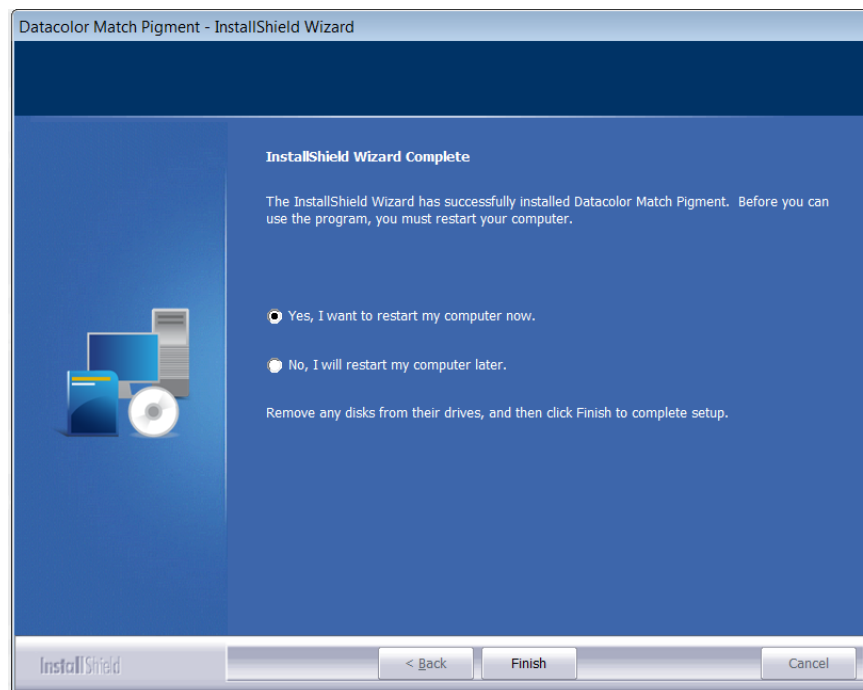 Datacolor Match Pigment - InstallShield Wizard
InstallShield Wizard Complete
The InstallShield Wizard has successfully installed Datacolor Match Pigment. Before you can
use the program, you must restart your computer.
Yes, I want to restart my computer now.
No, I will restart my computer later.
Remove any disks from their drives, and then click Finish to complete setup.
InstallShield
< Back
Finish
Cancel